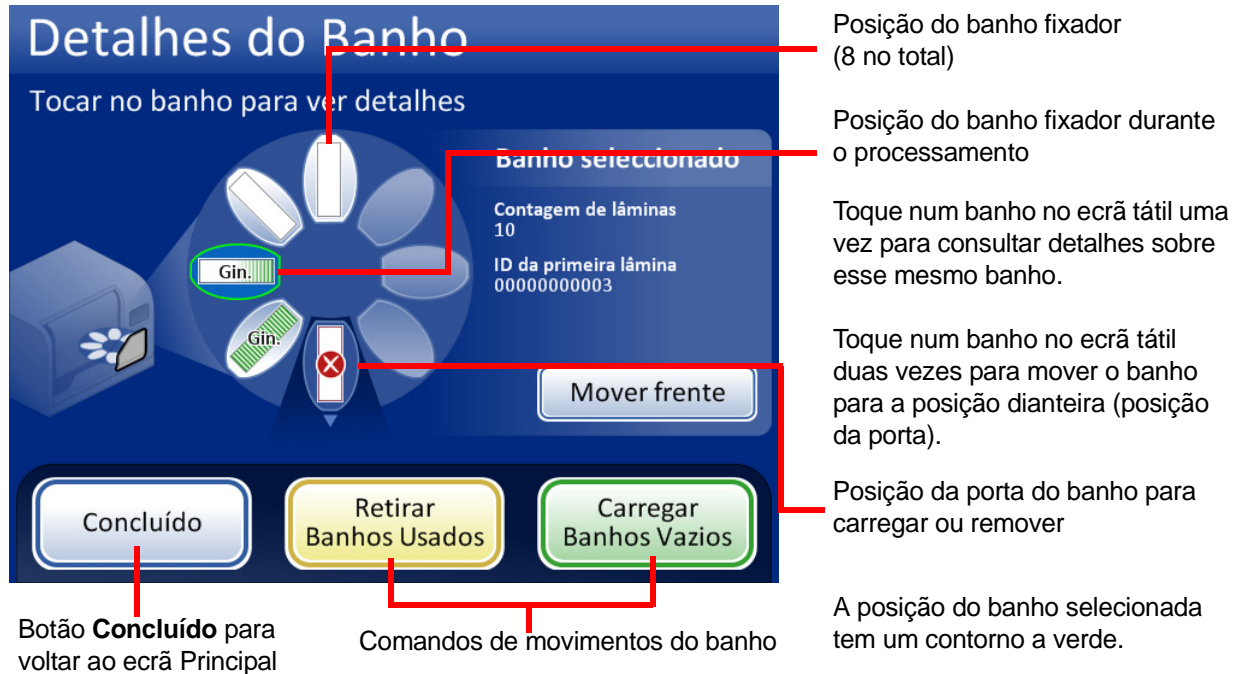 Detalhes do Banho
Tocar no banho para ver detalhes
Gin.
Gin.
Banho seleccionado
Contagem de lâminas
10
ID da primeira lâmina
00000000003
Mover frente
Concluído
Retirar
Banhos Usados
Carregar
Banhos Vazios
Posição do banho fixador
(8 no total)
Posição do banho fixador durante
o processamento
Toque num banho no ecrã tátil uma
vez para consultar detalhes sobre
esse mesmo banho.
Toque num banho no ecrã tátil
duas vezes para mover o banho
para a posição dianteira (posição
da porta).
Posição da porta do banho para
carregar ou remover
A posição do banho selecionada
tem um contorno a verde.
Botão Concluído para
voltar ao ecrã Principal
Comandos de movimentos do banho